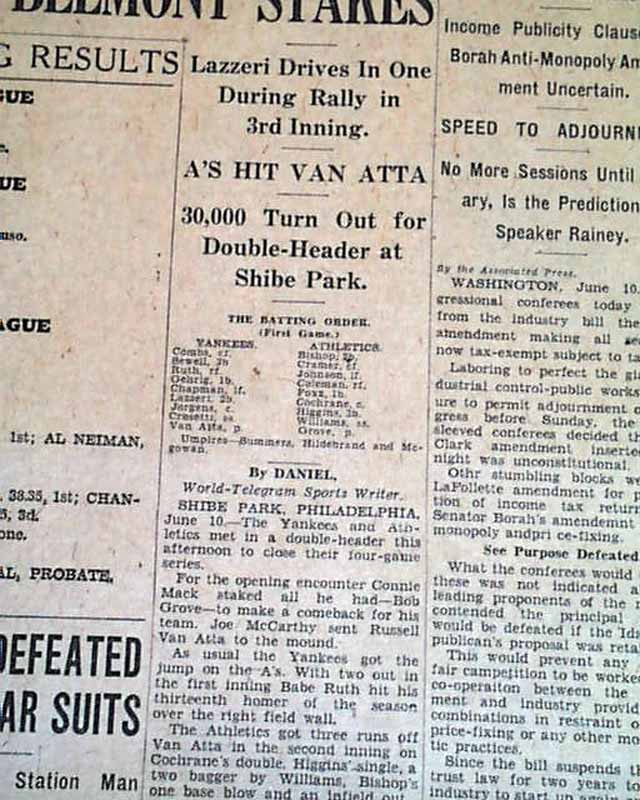 BELMONT STAKES
G RESULTS
GUE
UE
uso.
AGUE
1st; AL NEIMAN,
38.35, 1st; CHAN-
5, 3d.
one.
AL, PROBATE,
DEFEATED
AR SUITS
Station Man
Lazzeri Drives In One
During Rally in
3rd Inning.
A'S HIT VAN ATTA
30,000 Turn Out for
Double-Header at
Shibe Park.
THE BATTING ORDER.
(First Game.)
YANKEES. ATHLETICS.
Combs, cf. Bishop, 2b.
Sewell, 3b Cramer, cf.
Ruth, rf. Johnson, lf.
Gehrig, 1b. Coleman, rf.
Chapman, lf. Foxx, 1b.
Lazzeri, 2b. Cochrane, c.
Jorgens, c. Higgins, 3b.
Crosetti, ss Williams, ss.
Van Atta, p. Grove, p.
Umpires—Summers, Hildebrand and Mc-
gowan.
By DANIEL,
World-Telegram Sports Writer.
SHIBE PARK, PHILADELPHIA,
June 10.—The Yankees and Ath-
letics met in a double-header this
afternoon to close their four-game
series.
For the opening encounter Connie
Mack staked all he had—Bob
Grove—to make a comeback for his
team. Joe McCarthy sent Russell
Van Atta to the mound.
As usual the Yankees got the
jump on the A's. With two out in
the first inning Babe Ruth hit his
thirteenth homer of the season
over the right field wall.
The Athletics got three runs off
Van Atta in the second inning on
Cochrane's double, Higgins' single, a
two bagger by Williams, Bishop's
one base blow and an infield out.
Income Publicity Clause
Borah Anti-Monopoly Am
ment Uncertain.
SPEED TO ADJOURN
No More Sessions Until
ary, Is the Prediction
Speaker Rainey.
By the Associated Press.
WASHINGTON, June 10.
gressional conferees today
from the industry bill the
amendment making all se
now tax-exempt subject to ta
Laboring to perfect the gi
dustrial control-public works
ure to permit adjournment
gress before Sunday, the
sleeved conferees decided th
Clark amendment inserte
night was unconstitutional.
Othr stumbling blocks we
LaFollette amendment for
tion of income tax return
Senator Borah's amendemnt
monopoly andpri ce-fixing.
See Purpose Defeated
What the conferees would
these was not indicated a
leading proponents of the
contended the principal
would be defeated if the Ida
publican's proposal was reta
This would prevent any
fair campetition to be worke
co-operaiton between the
ment and industry provid
combinations in restraint o
price-fixing or any other mo
tic practices.
Since the bill suspends th
trust law for two years t
industry to start up again